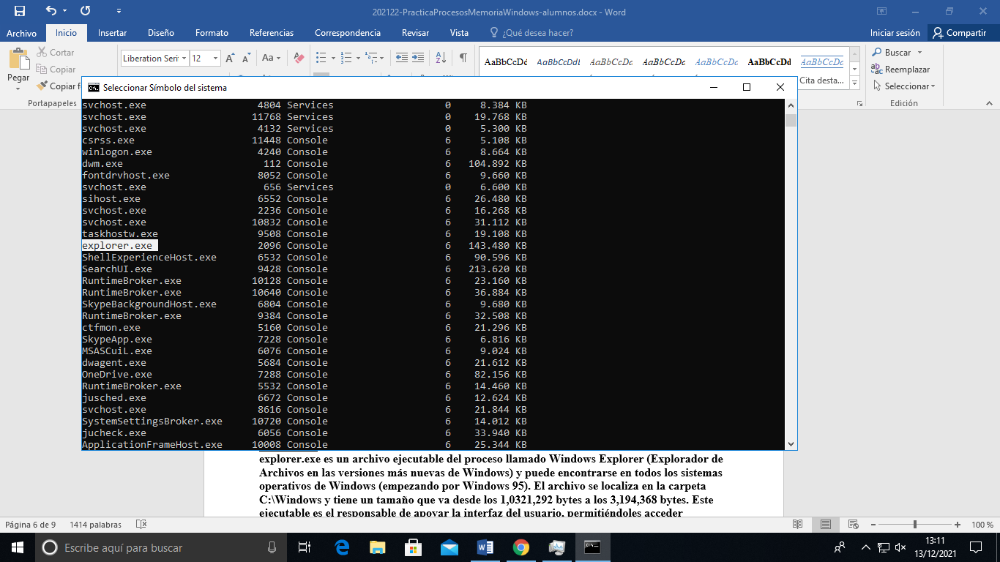 202122-PracticaProcesosMemoriaWindows-alumnos.docx - Word
Archivo Inicio Insertar Diseño Formato Referencias Correspondencia Revisar Vista ¿Qué desea hacer? Iniciar sesión Compartir
Pegar
Cortar
Copiar
Copiar f
Portapapeles
Liberation Seri 12 Aa
AaBbCcDc AaBbCcDdE AaBbCcDc AaBbCcDc AaBbCcDc AaBbCcDd AaBbCcDc
Cita desta...
Buscar
Reemplazar
Seleccionar
Edición
Seleccionar Símbolo del sistema
svchost.exe 4804 Services 0 8.384 KB
svchost.exe 11768 Services 0 19.768 KB
svchost.exe 4132 Services 0 5.300 KB
csrss.exe 11448 Console 6 5.108 KB
winlogon.exe 4240 Console 6 8.664 KB
dwm.exe 112 Console 6 104.892 KB
fontdrvhost.exe 8052 Console 6 9.660 KB
svchost.exe 656 Services 0 6.600 KB
sihost.exe 6552 Console 6 26.480 KB
svchost.exe 2236 Console 6 16.268 KB
svchost.exe 10832 Console 6 31.112 KB
taskhostw.exe 9508 Console 6 19.108 KB
explorer.exe 2096 Console 6 143.480 KB
ShellExperienceHost.exe 6532 Console 6 90.596 KB
SearchUI.exe 9428 Console 6 213.620 KB
RuntimeBroker.exe 10128 Console 6 23.160 KB
RuntimeBroker.exe 10640 Console 6 36.884 KB
SkypeBackgroundHost.exe 6804 Console 6 9.680 KB
RuntimeBroker.exe 9384 Console 6 32.508 KB
ctfmon.exe 5160 Console 6 21.296 KB
SkypeApp.exe 7228 Console 6 6.816 KB
MSASCuiL.exe 6076 Console 6 9.024 KB
dwagent.exe 5684 Console 6 21.612 KB
OneDrive.exe 7288 Console 6 82.156 KB
RuntimeBroker.exe 5532 Console 6 14.460 KB
jusched.exe 6672 Console 6 12.624 KB
svchost.exe 8616 Console 6 21.844 KB
SystemSettingsBroker.exe 10720 Console 6 14.012 KB
jucheck.exe 6056 Console 6 33.940 KB
ApplicationFrameHost.exe 10008 Console 6 25.344 KB
explorer.exe es un archivo ejecutable del proceso llamado Windows Explorer (Explorador de
Archivos en las versiones más nuevas de Windows) y puede encontrarse en todos los sistemas
operativos de Windows (empezando por Windows 95). El archivo se localiza en la carpeta
C:\Windows y tiene un tamaño que va desde los 1,0321,292 bytes a los 3,194,368 bytes. Este
ejecutable es el responsable de apoyar la interfaz del usuario, permitiéndoles acceder
Página 6 de 9 1414 palabras 100 %
Escribe aquí para buscar
13:11
13/12/2021